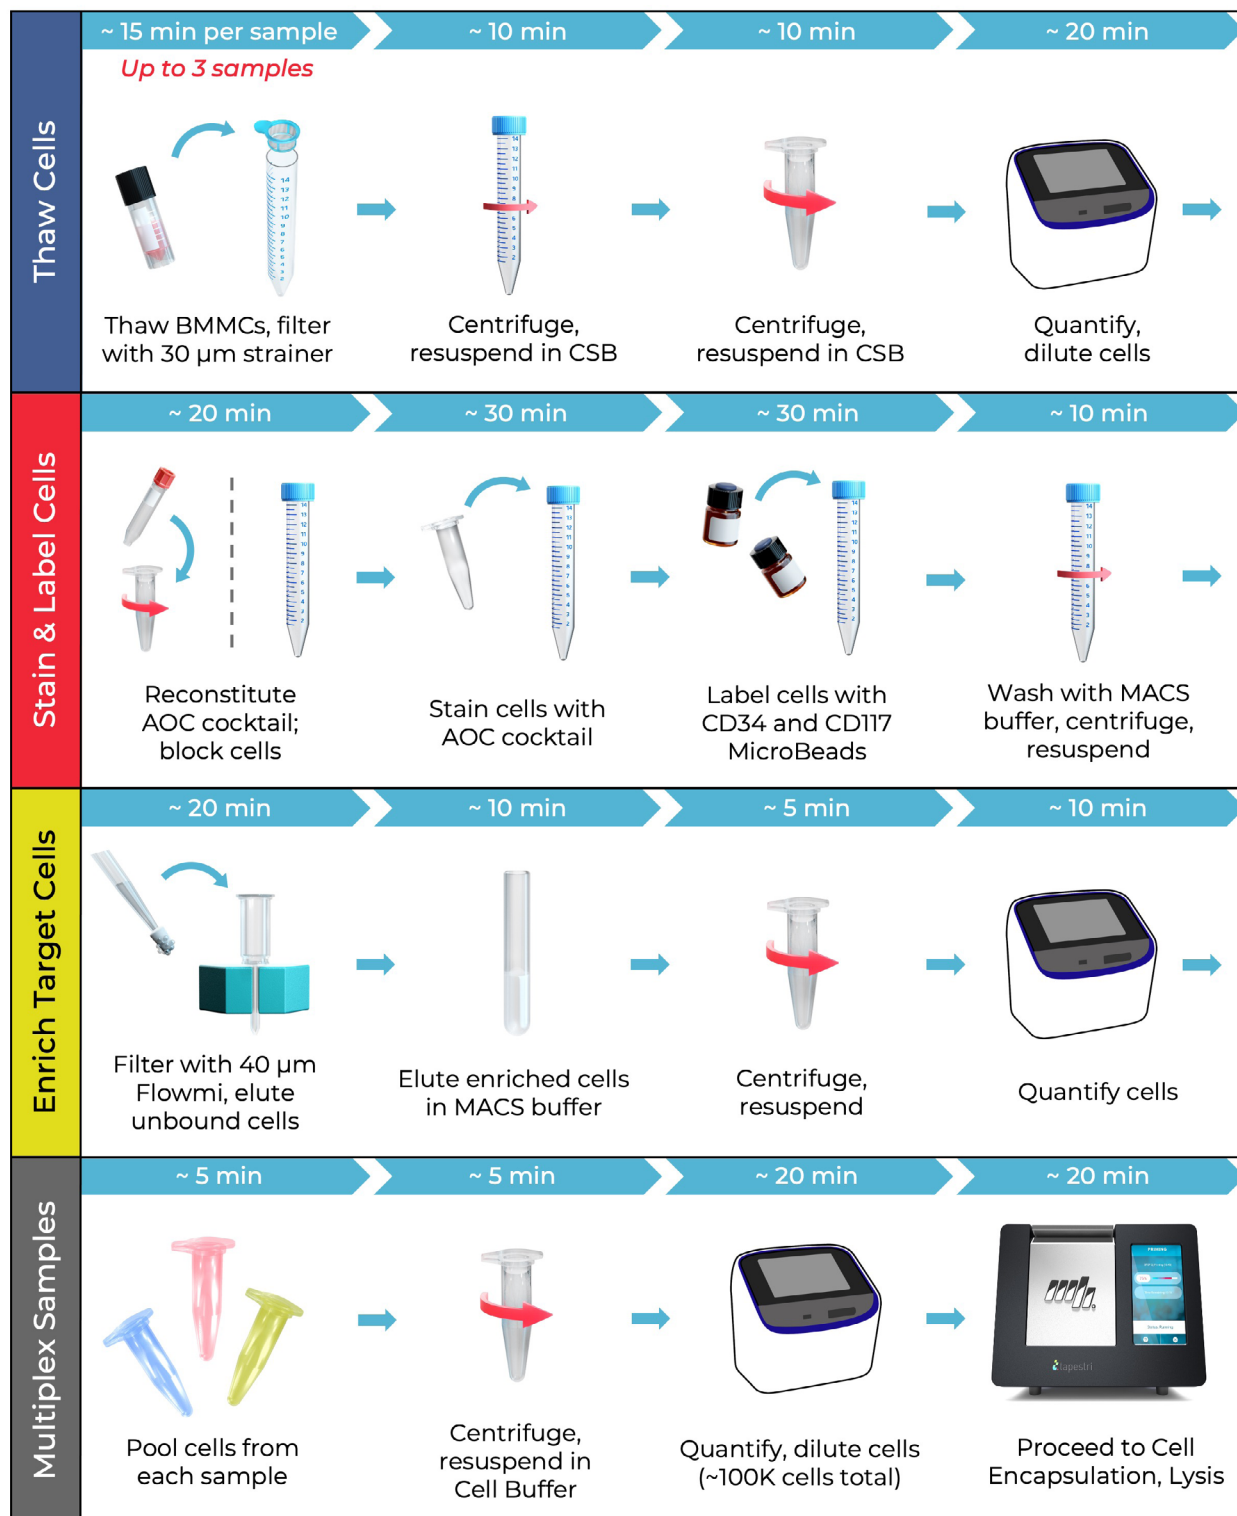 Thaw Cells
~ 15 min per sample
~ 10 min
~ 10 min
~ 20 min
Up to 3 samples
Thaw BMMCs, filter
with 30 µm strainer
Centrifuge,
resuspend in CSB
Centrifuge,
resuspend in CSB
Quantify,
dilute cells
Stain & Label Cells
~ 20 min
~ 30 min
~ 30 min
~ 10 min
Reconstitute
AOC cocktail;
block cells
Stain cells with
AOC cocktail
Label cells with
CD34 and CD117
MicroBeads
Wash with MACS
buffer, centrifuge,
resuspend
Enrich Target Cells
~ 20 min
~ 10 min
~ 5 min
~ 10 min
Filter with 40 µm
Flowmi, elute
unbound cells
Elute enriched cells
in MACS buffer
Centrifuge,
resuspend
Quantify cells
Multiplex Samples
~ 5 min
~ 5 min
~ 20 min
~ 20 min
tapestri
Pool cells from
each sample
Centrifuge,
resuspend in
Cell Buffer
Quantify, dilute cells
(~100K cells total)
Proceed to Cell
Encapsulation, Lysis